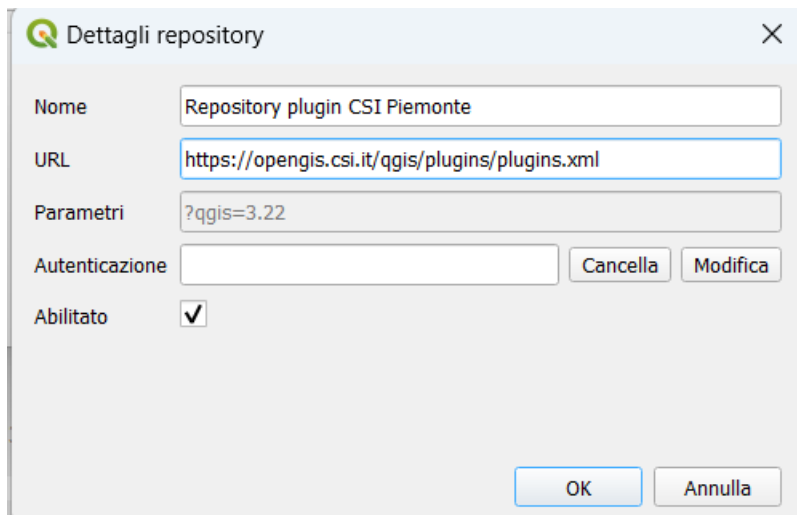 Dettagli repository
Nome Repository plugin CSI Piemonte
URL https://opengis.csi.it/qgis/plugins/plugins.xml
Parametri ?qgis=3.22
Autenticazione Cancella Modifica
Abilitato
OK Annulla